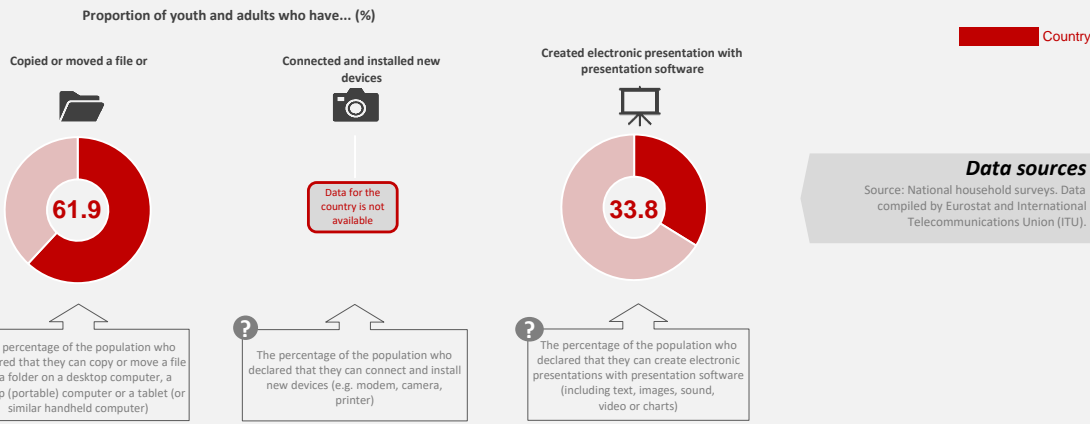 Proportion of youth and adults who have... (%)
Country
Copied or moved a file or
Connected and installed new
devices
Created electronic presentation with
presentation software
61.9
Data for the
country is not
available
33.8
Data sources
Source: National household surveys. Data
compiled by Eurostat and International
Telecommunications Union (ITU).
percentage of the population who
red that they can copy or move a file
a folder on a desktop computer, a
p (portable) computer or a tablet (or
similar handheld computer)
?
The percentage of the population who
declared that they can connect and install
new devices (e.g. modem, camera,
printer)
?
The percentage of the population who
declared that they can create electronic
presentations with presentation software
(including text, images, sound,
video or charts)